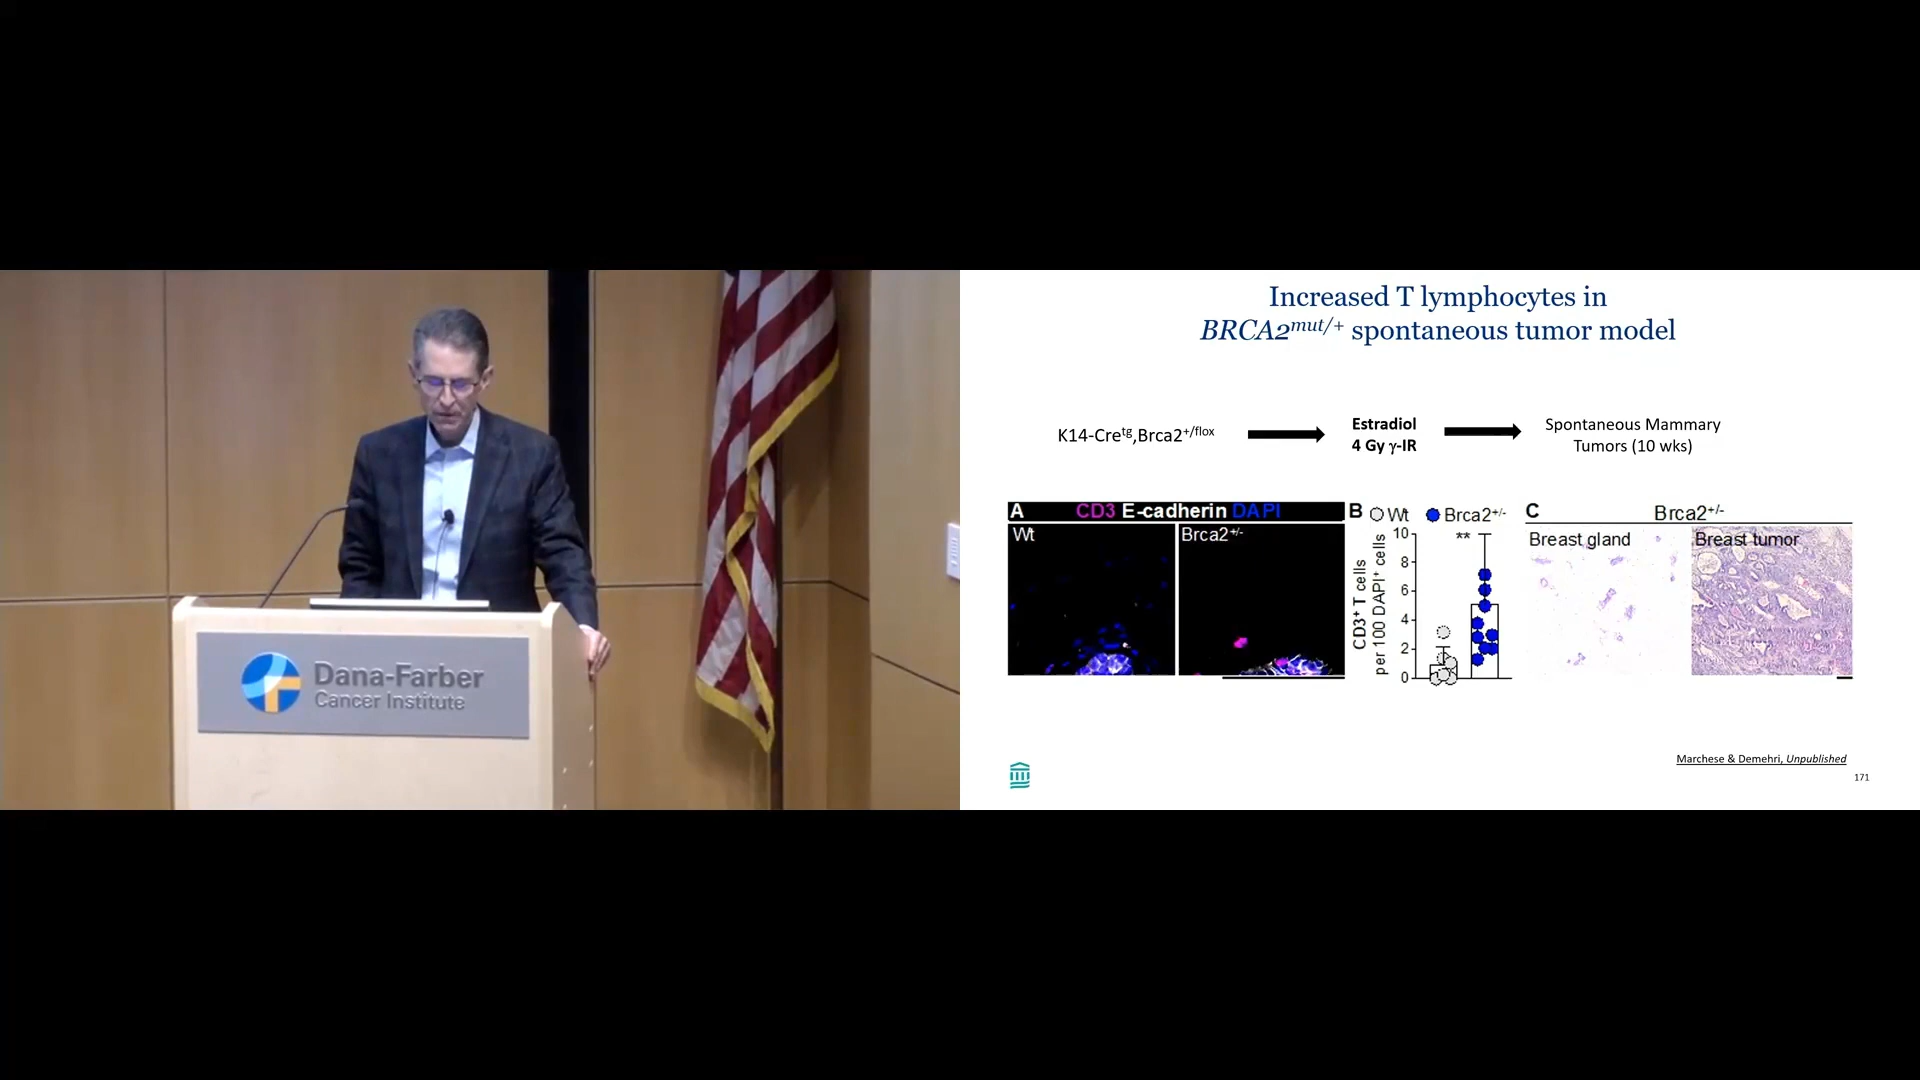 Dana-Farber
Cancer Institute
Increased T lymphocytes in
BRCA2mut/+ spontaneous tumor model
K14-Cretg,Brca2+/flox
Estradiol
4 Gy γ-IR
Spontaneous Mammary
Tumors (10 wks)
A CD3 E-cadherin DAPI
Wt
Brca2+/-
B Wt Brca2+/-
CD3+ T cells
per 100 DAPI+ cells
10
8
6
4
2
0
**
C Brca2+/-
Breast gland
Breast tumor
Marchese & Demehri, Unpublished
171